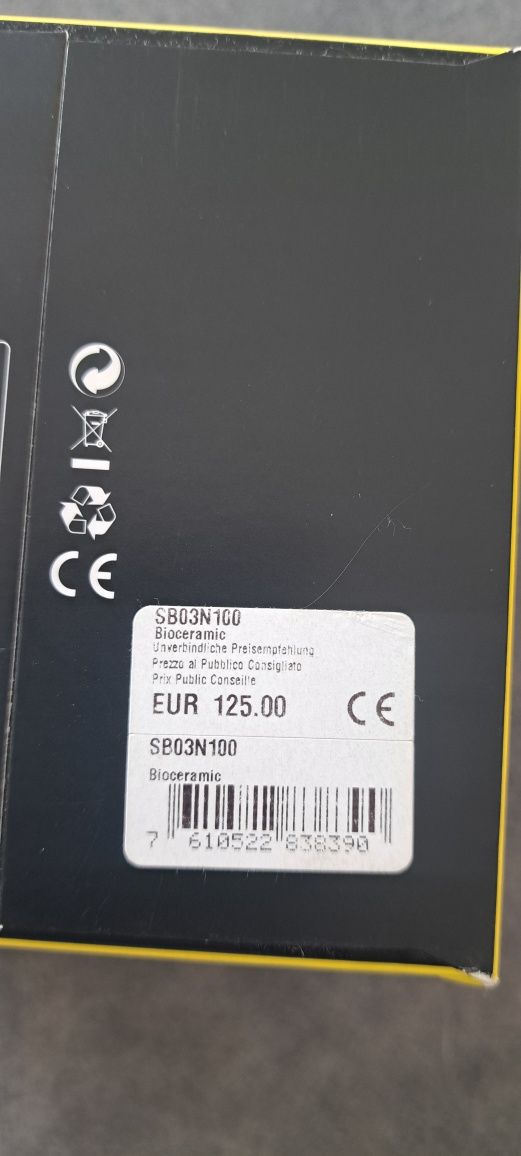 CE
SB03N100
Bioceramic
Unverbindliche Preisempfehlung
Prezzo al Pubblico Consigliato
Prix Public Conseille
EUR 125.00 CE
SB03N100
Bioceramic
7 610522 838390